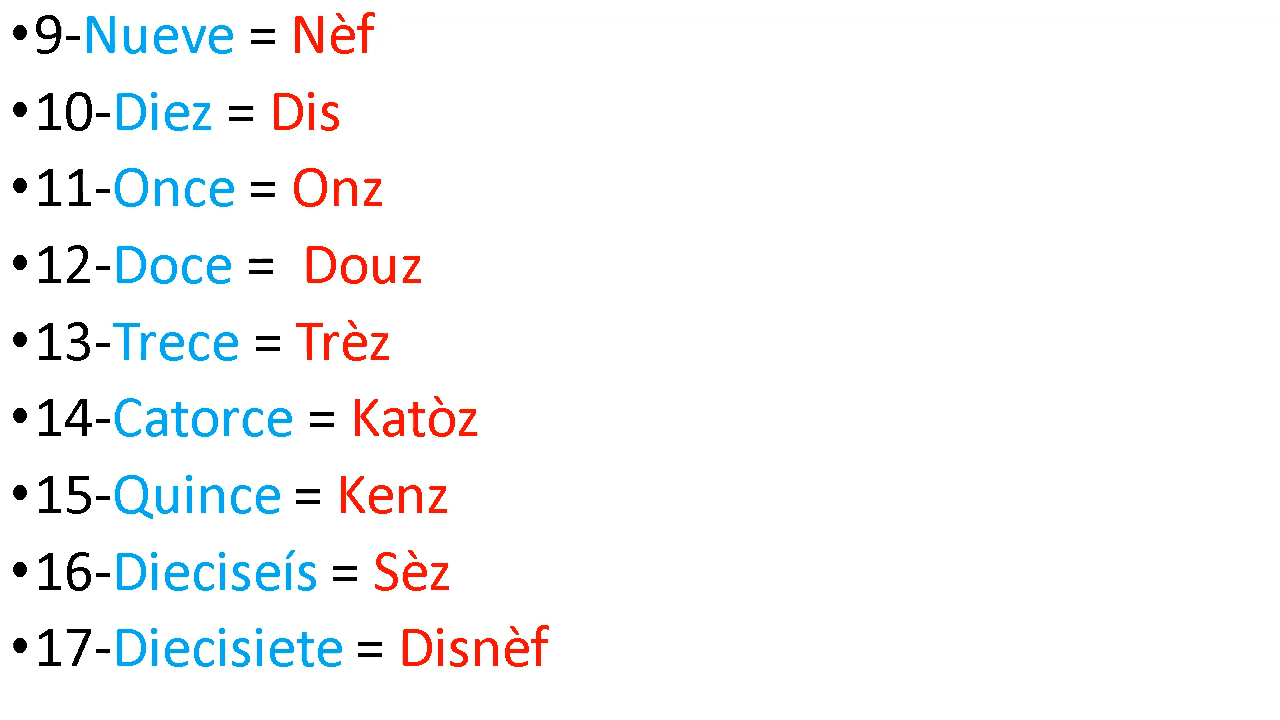 •9-Nueve = Nèf
•10-Diez = Dis
•11-Once = Onz
•12-Doce =  Douz
•13-Trece = Trèz
•14-Catorce = Katòz
•15-Quince = Kenz
•16-Dieciseís = Sèz
•17-Diecisiete = Disnèf